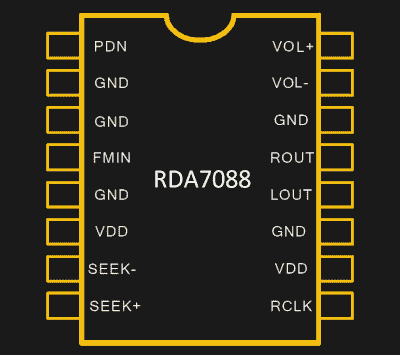 PDN VOL+
GND VOL-
GND GND
FMIN ROUT
RDA7088
GND LOUT
VDD GND
SEEK- VDD
SEEK+ RCLK